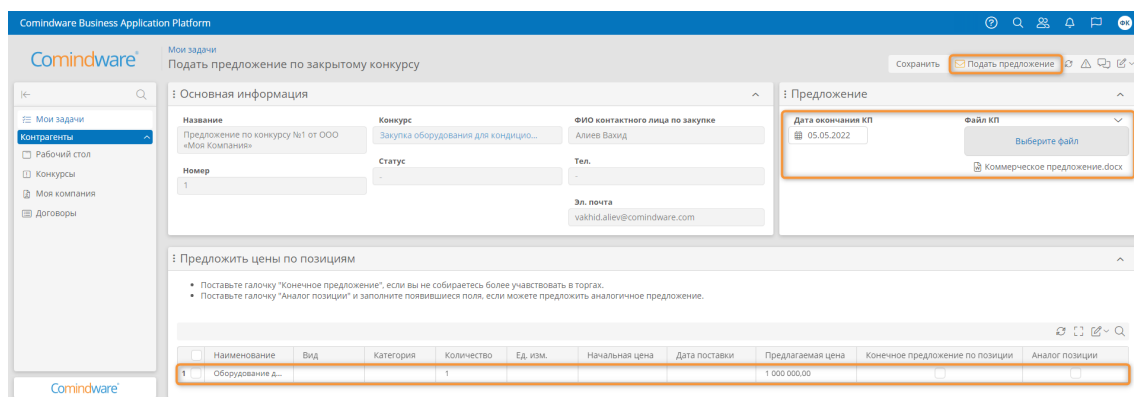 Comindware Business Application Platform
ФК
Comindware®
Мои задачи
Подать предложение по закрытому конкурсу
Сохранить
Подать предложение
Мои задачи
Контрагенты
Рабочий стол
Конкурсы
Моя компания
Договоры
Основная информация
Название
Предложение по конкурсу №1 от ООО
«Моя Компания»
Номер
1
Конкурс
Закупка оборудования для кондицио...
Статус
-
ФИО контактного лица по закупке
Алиев Вахид
Тел.
-
Эл. почта
vakhid.aliev@comindware.com
Предложение
Дата окончания КП
05.05.2022
Файл КП
Выберите файл
Коммерческое предложение.docx
Предложить цены по позициям
• Поставьте галочку "Конечное предложение", если вы не собираетесь более учавствовать в торгах.
• Поставьте галочку "Аналог позиции" и заполните появившиеся поля, если можете предложить аналогичное предложение.
Наименование Вид Категория Количество Ед. изм. Начальная цена Дата поставки Предлагаемая цена Конечное предложение по позиции Аналог позиции
1 Оборудование д... 1 1 000 000,00
Comindware®